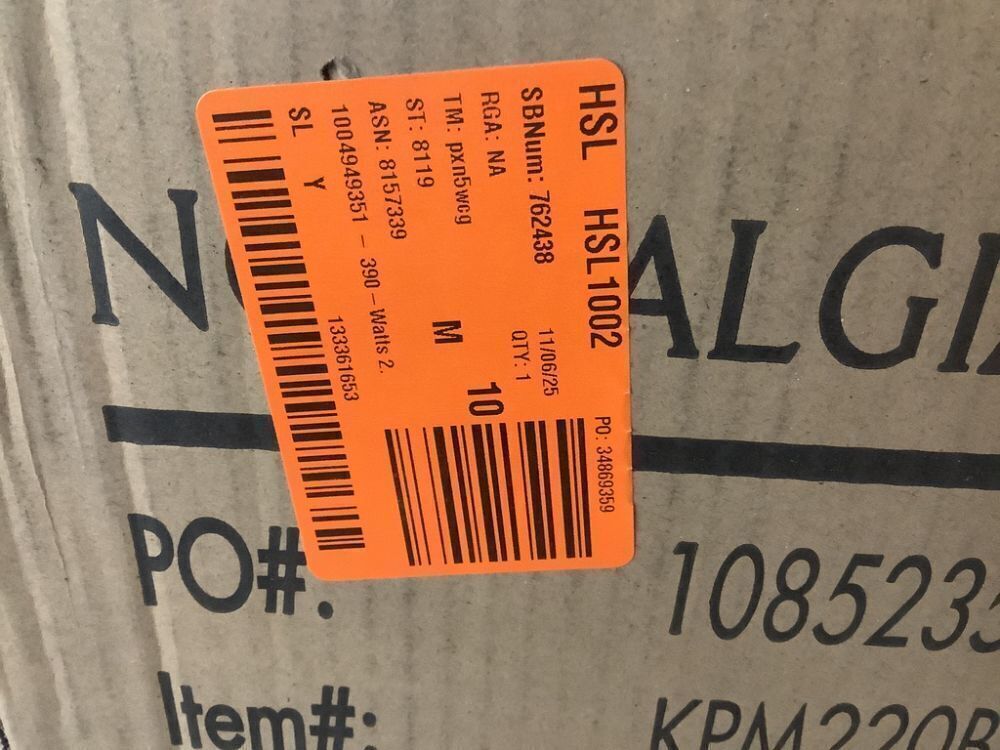 HSL HSL1002
SBNum: 762438 11/06/25
RGA: NA QTY: 1
TM: pxn5wcg 10
ST: 8119 M
ASN: 8157339
1004949351 - 390 - Watts 2.
SL Y 133361653
PO: 34869359
PO#. 108523
Item#: KPM220B